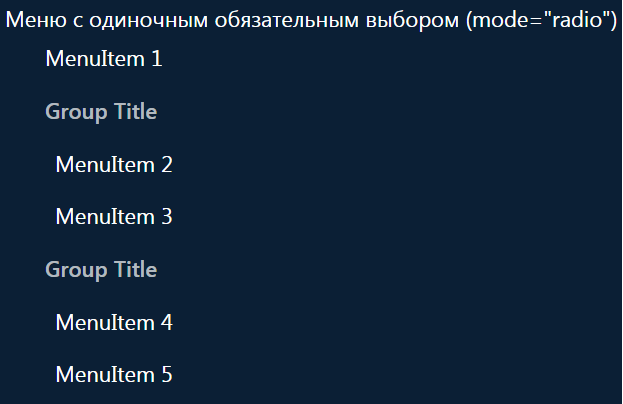 Меню с одиночным обязательным выбором (mode="radio")
MenuItem 1
Group Title
MenuItem 2
MenuItem 3
Group Title
MenuItem 4
MenuItem 5